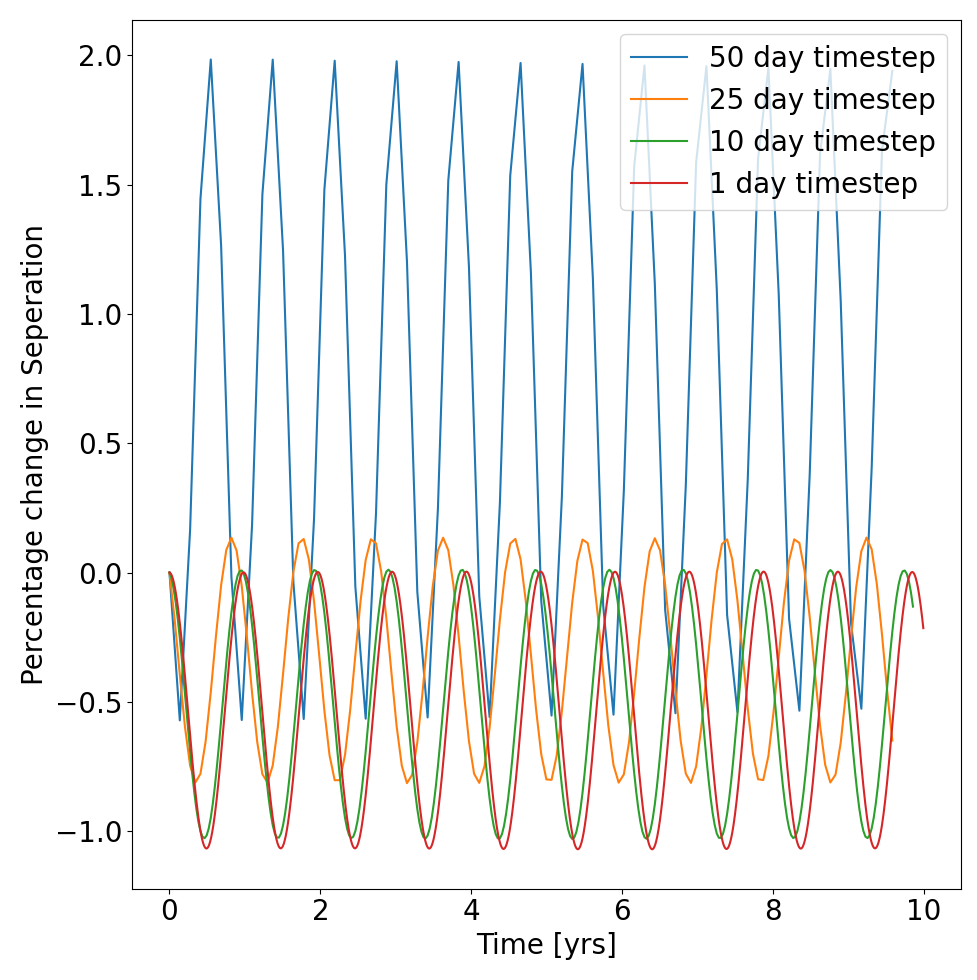 2.0
1.5
1.0
0.5
0.0
−0.5
−1.0
Percentage change in Seperation
50 day timestep
25 day timestep
10 day timestep
1 day timestep
0 2 4 6 8 10
Time [yrs]